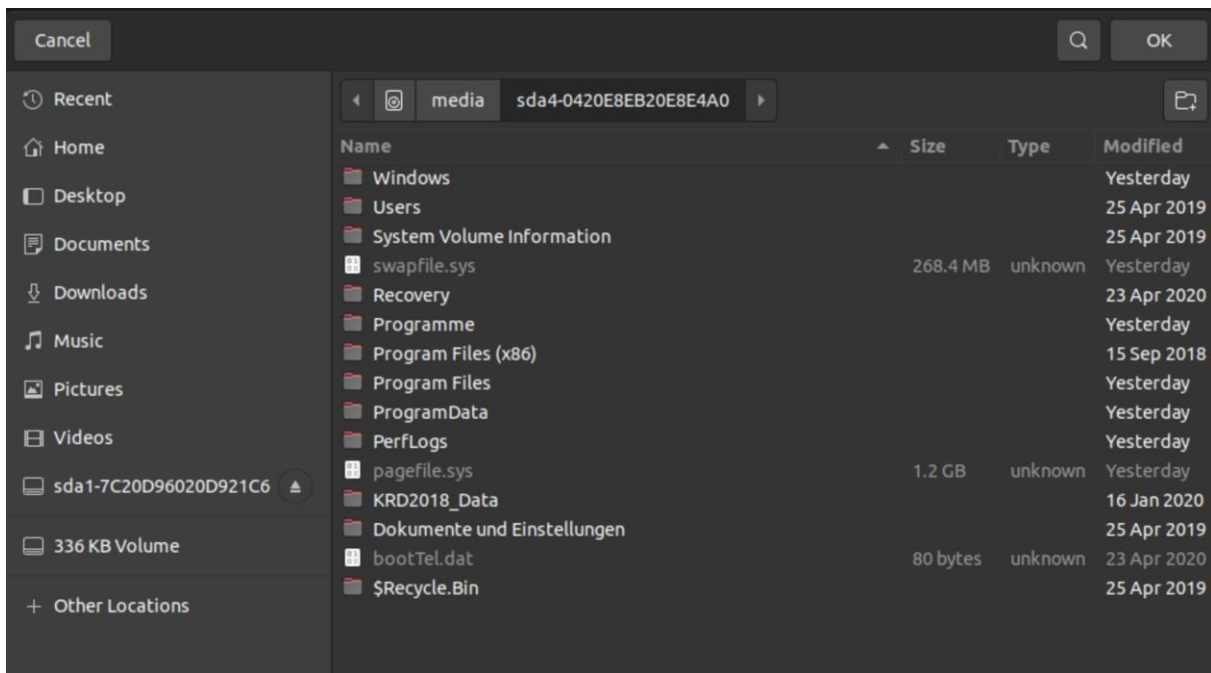 Cancel
OK
Recent
Home
Desktop
Documents
Downloads
Music
Pictures
Videos
sda1-7C20D96020D921C6
336 KB Volume
+ Other Locations
media sda4-0420E8EB20E8E4A0
Name Size Type Modified
Windows Yesterday
Users 25 Apr 2019
System Volume Information 25 Apr 2019
swapfile.sys 268.4 MB unknown Yesterday
Recovery 23 Apr 2020
Programme Yesterday
Program Files (x86) 15 Sep 2018
Program Files Yesterday
ProgramData Yesterday
PerfLogs Yesterday
pagefile.sys 1.2 GB unknown Yesterday
KRD2018_Data 16 Jan 2020
Dokumente und Einstellungen 25 Apr 2019
bootTel.dat 80 bytes unknown 23 Apr 2020
$Recycle.Bin 25 Apr 2019